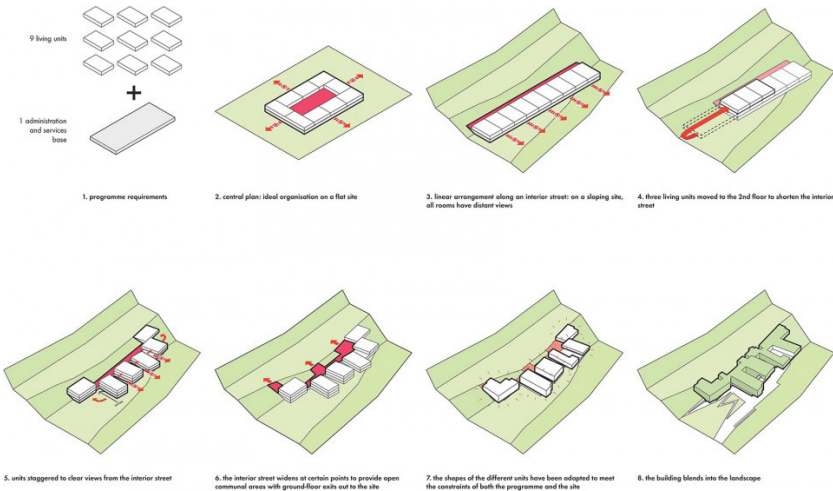 9 living units
+
1 administration
and services
base
1. programme requirements
2. central plan: ideal organisation on a flat site
3. linear arrangement along an interior street: on a sloping site,
all rooms have distant views
4. three living units moved to the 2nd floor to shorten the interior
street
5. units staggered to clear views from the interior street
6. the interior street widens at certain points to provide open
communal areas with ground-floor exits out to the site
7. the shapes of the different units have been adapted to meet
the constraints of both the programme and the site
8. the building blends into the landscape